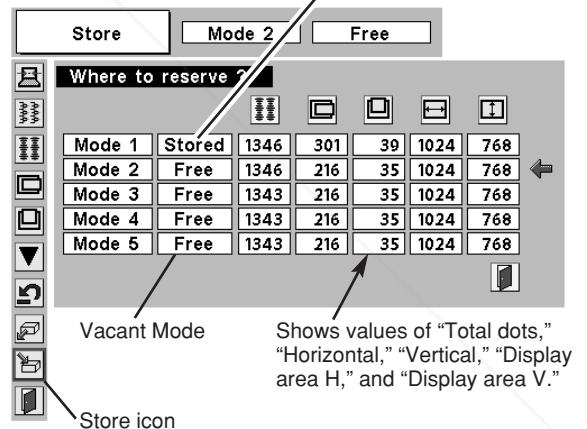 Store Mode 2 Free
Where to reserve ?
Mode 1 Stored 1346 301 39 1024 768
Mode 2 Free 1346 216 35 1024 768
Mode 3 Free 1343 216 35 1024 768
Mode 4 Free 1343 216 35 1024 768
Mode 5 Free 1343 216 35 1024 768
Vacant Mode
Shows values of “Total dots,”
“Horizontal,” “Vertical,” “Display
area H,” and “Display area V.”
Store icon